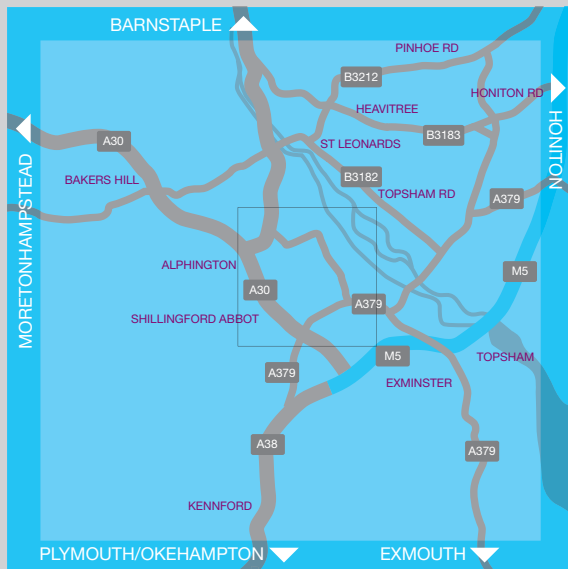 BARNSTAPLE
PINHOE RD
B3212
HONITON RD
HEAVITREE
A30
B3183
ST LEONARDS
HONITON
MORETONHAMPSTEAD
BAKERS HILL
B3182
TOPSHAM RD
A379
ALPHINGTON
M5
A30
A379
SHILLINGFORD ABBOT
M5
TOPSHAM
A379
EXMINSTER
A38
A379
KENNFORD
PLYMOUTH/OKEHAMPTON
EXMOUTH